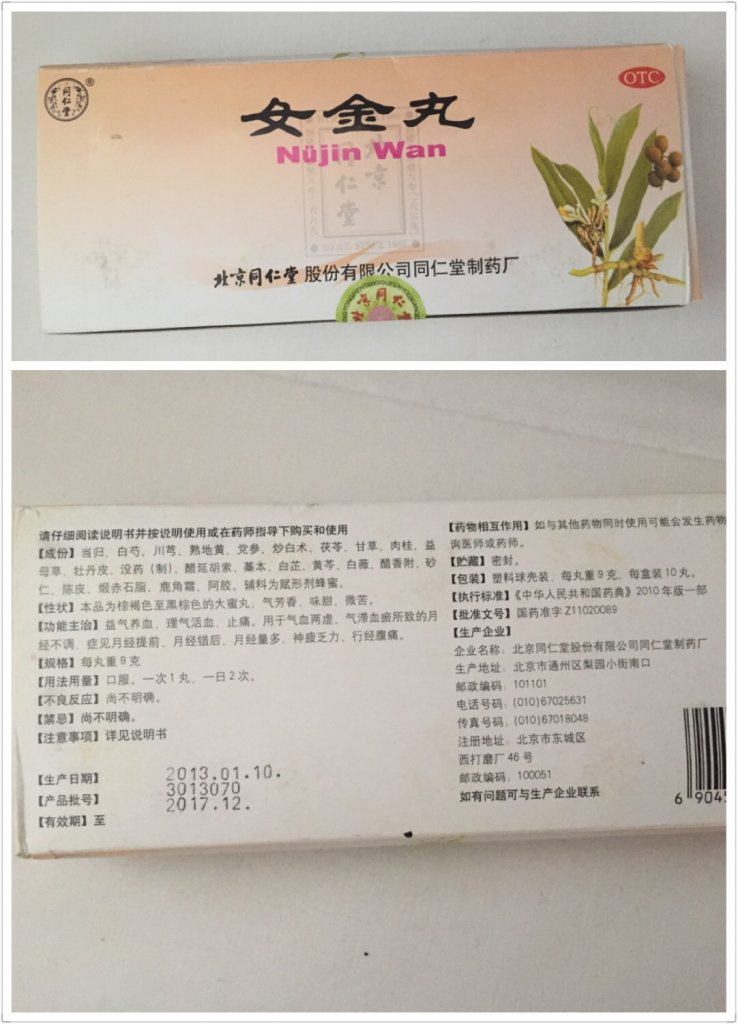 同仁堂
®
OTC
女金丸
Nüjin Wan
北京
同仁堂
北京同仁堂 股份有限公司同仁堂制药厂
北京同仁堂
请仔细阅读说明书并按说明使用或在药师指导下购买和使用
【成份】当归、白芍、川芎、熟地黄、党参、炒白术、茯苓、甘草、肉桂、益
母草、牡丹皮、没药(制)、醋延胡索、藁本、白芷、黄芩、白薇、醋香附、砂
仁、陈皮、煅赤石脂、鹿角霜、阿胶。辅料为赋形剂蜂蜜。
【性状】本品为棕褐色至黑棕色的大蜜丸；气芳香，味甜、微苦。
【功能主治】益气养血，理气活血，止痛。用于气血两虚、气滞血瘀所致的月
经不调，症见月经提前、月经错后、月经量多、神疲乏力、行经腹痛。
【规格】每丸重9克
【用法用量】口服。一次1丸，一日2次。
【不良反应】尚不明确。
【禁忌】尚不明确。
【注意事项】详见说明书
【生产日期】 2013.01.10.
【产品批号】 3013070
【有效期】至 2017.12.
【药物相互作用】如与其他药物同时使用可能会发生药物
询医师或药师。
【贮藏】密封。
【包装】塑料球壳装，每丸重9克，每盒装10丸。
【执行标准】《中华人民共和国药典》2010年版一部
【批准文号】国药准字Z11020089
【生产企业】
企业名称：北京同仁堂股份有限公司同仁堂制药厂
生产地址：北京市通州区梨园小街南口
邮政编码：101101
电话号码：(010)67025631
传真号码：(010)67018048
注册地址：北京市东城区
西打磨厂46号
邮政编码：100051
如有问题可与生产企业联系
6 904